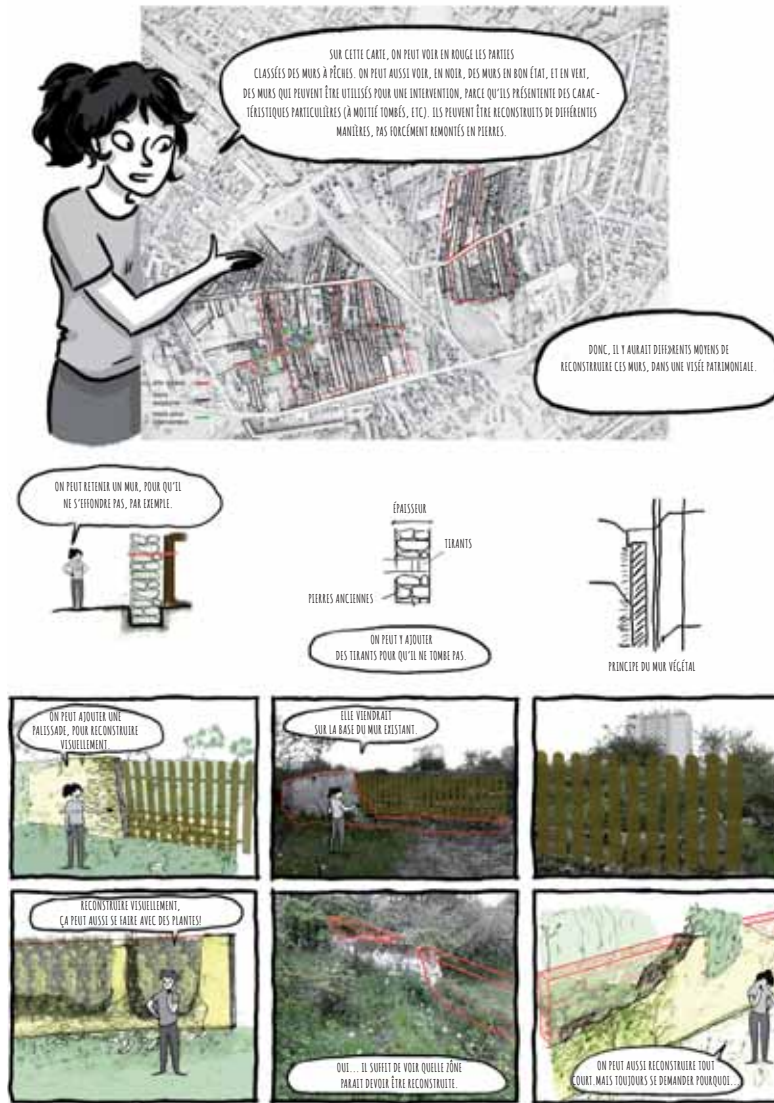 SUR CETTE CARTE, ON PEUT VOIR EN ROUGE LES PARTIES
CLASSÉES DES MURS À PÊCHES. ON PEUT AUSSI VOIR, EN NOIR, DES MURS EN BON ÉTAT, ET EN VERT,
DES MURS QUI PEUVENT ÊTRE UTILISÉS POUR UNE INTERVENTION, PARCE QU'ILS PRÉSENTENTE DES CARAC-
TÉRISTIQUES PARTICULIÈRES (À MOITIÉ TOMBÉS, ETC). ILS PEUVENT ÊTRE RECONSTRUITS DE DIFFÉRENTES
MANIÈRES, PAS FORCÉMENT REMONTÉS EN PIERRES.
DONC, IL Y AURAIT DIFFÉRENTS MOYENS DE
RECONSTRRUIRE CES MURS, DANS UNE VISÉE PATRIMONIALE.
ON PEUT RETENIR UN MUR, POUR QU'IL
NE S'EFFONDRE PAS, PAR EXEMPLE.
ÉPAISSEUR
TIRANTS
PIERRES ANCIENNES
ON PEUT Y AJOUTER
DES TIRANTS POUR QU'IL NE TOMBE PAS.
PRINCIPE DU MUR VÉGÉTAL
ON PEUT AJOUTER UNE
PALISSADE, POUR RECONSTRUIRE
VISUELLEMENT.
ELLE VIENDRAIT
SUR LA BASE DU MUR EXISTANT.
RECONSTRUIRE VISUELLEMENT,
ÇA PEUT AUSSI SE FAIRE AVEC DES PLANTES!
OUI... IL SUFFIT DE VOIR QUELLE ZÔNE
PARAIT DEVOIR ÊTRE RECONSTRUITE.
ON PEUT AUSSI RECONSTRUIRE TOUT
COURT.MAIS TOUJOURS SE DEMANDER POURQUOI...